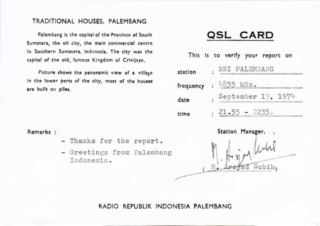 TRADITIONAL HOUSES, PALEMBANG
Palembang is the capital of the Province of South
Sumatera, the oil city, the main commercial centre
in Southern Sumatera, Indonesia. The city was the
capital of the old, famous Kingdom of Criwijaya.
Picture shows the panoramic view of a village
in the lower parts of the city, most of the houses
are built on piles.
Remarks :
- Thanks for the report.
- Greetings from Palembang
Indonesia.
QSL CARD
This is to verify your report on
station : RRI PALEMBANG
frequency : 4855 kHz.
date : September 19, 1974
time : 21.55 - 2235.
Station Manager,
RADIO REPUBLIK INDONESIA PALEMBANG